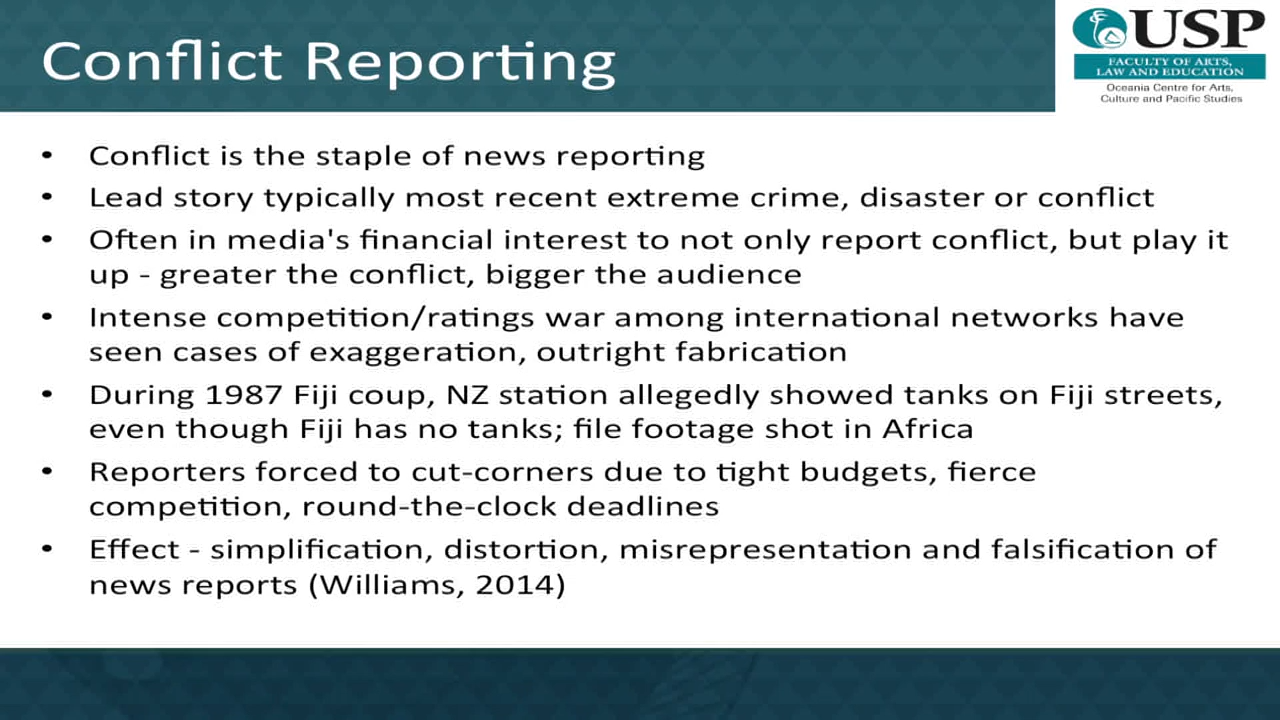 Conflict Reporting
USP
FACULTY OF ARTS,
LAW AND EDUCATION
Oceania Centre for Arts,
Culture and Pacific Studies
• Conflict is the staple of news reporting
• Lead story typically most recent extreme crime, disaster or conflict
• Often in media's financial interest to not only report conflict, but play it
up - greater the conflict, bigger the audience
• Intense competition/ratings war among international networks have
seen cases of exaggeration, outright fabrication
• During 1987 Fiji coup, NZ station allegedly showed tanks on Fiji streets,
even though Fiji has no tanks; file footage shot in Africa
• Reporters forced to cut-corners due to tight budgets, fierce
competition, round-the-clock deadlines
• Effect - simplification, distortion, misrepresentation and falsification of
news reports (Williams, 2014)